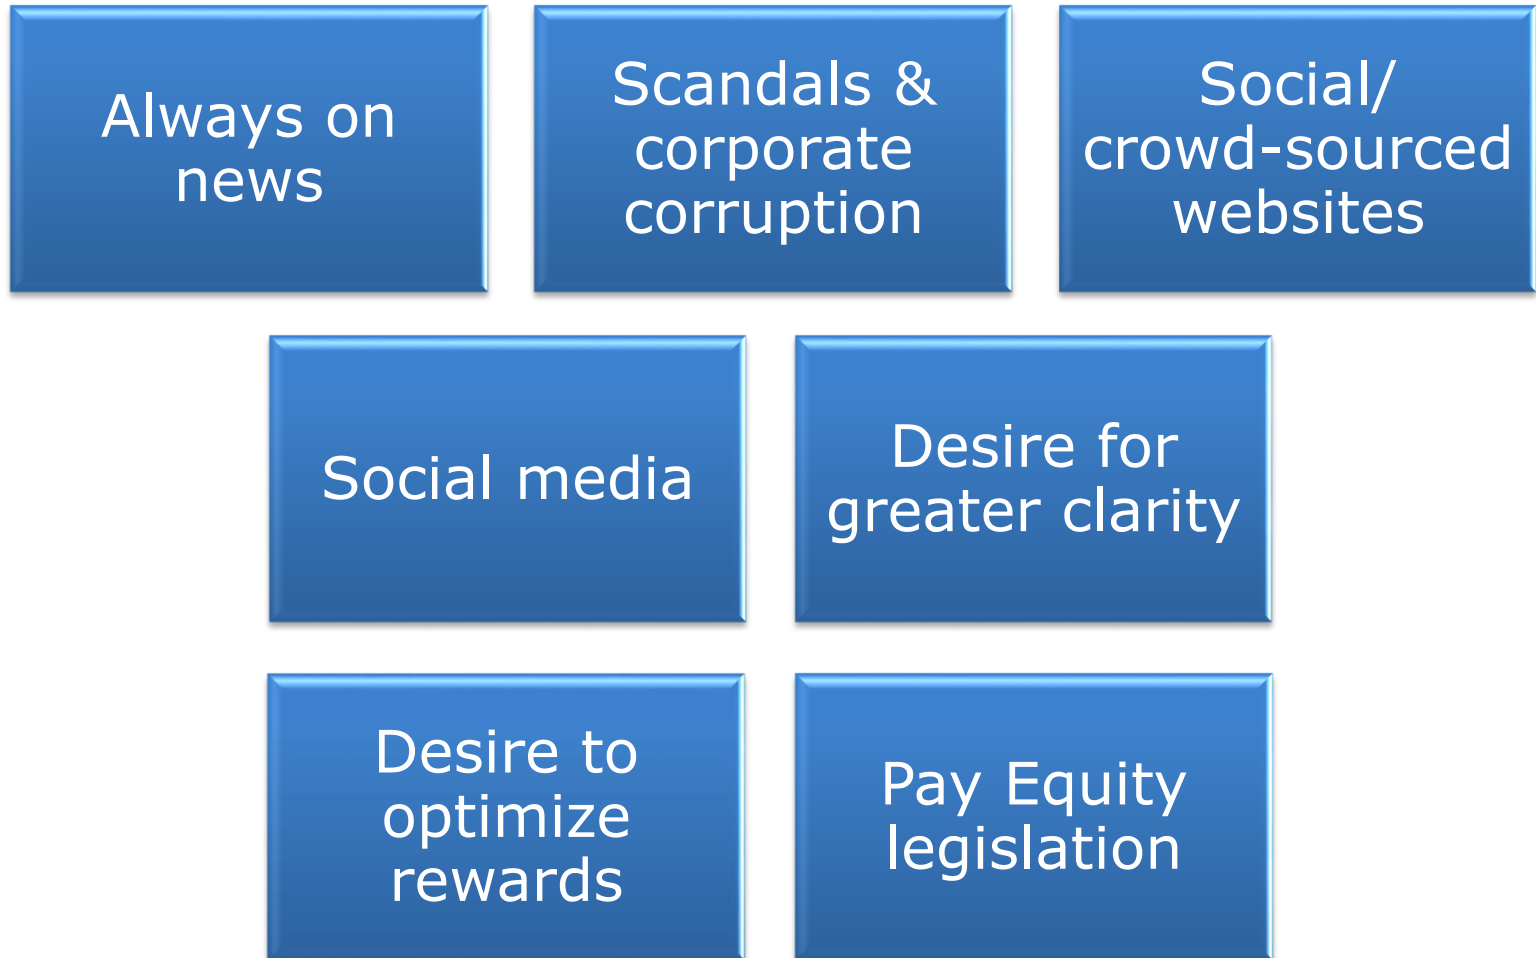 Always on
news
Scandals &
corporate
corruption
Social/
crowd-sourced
websites
Social media
Desire for
greater clarity
Desire to
optimize
rewards
Pay Equity
legislation